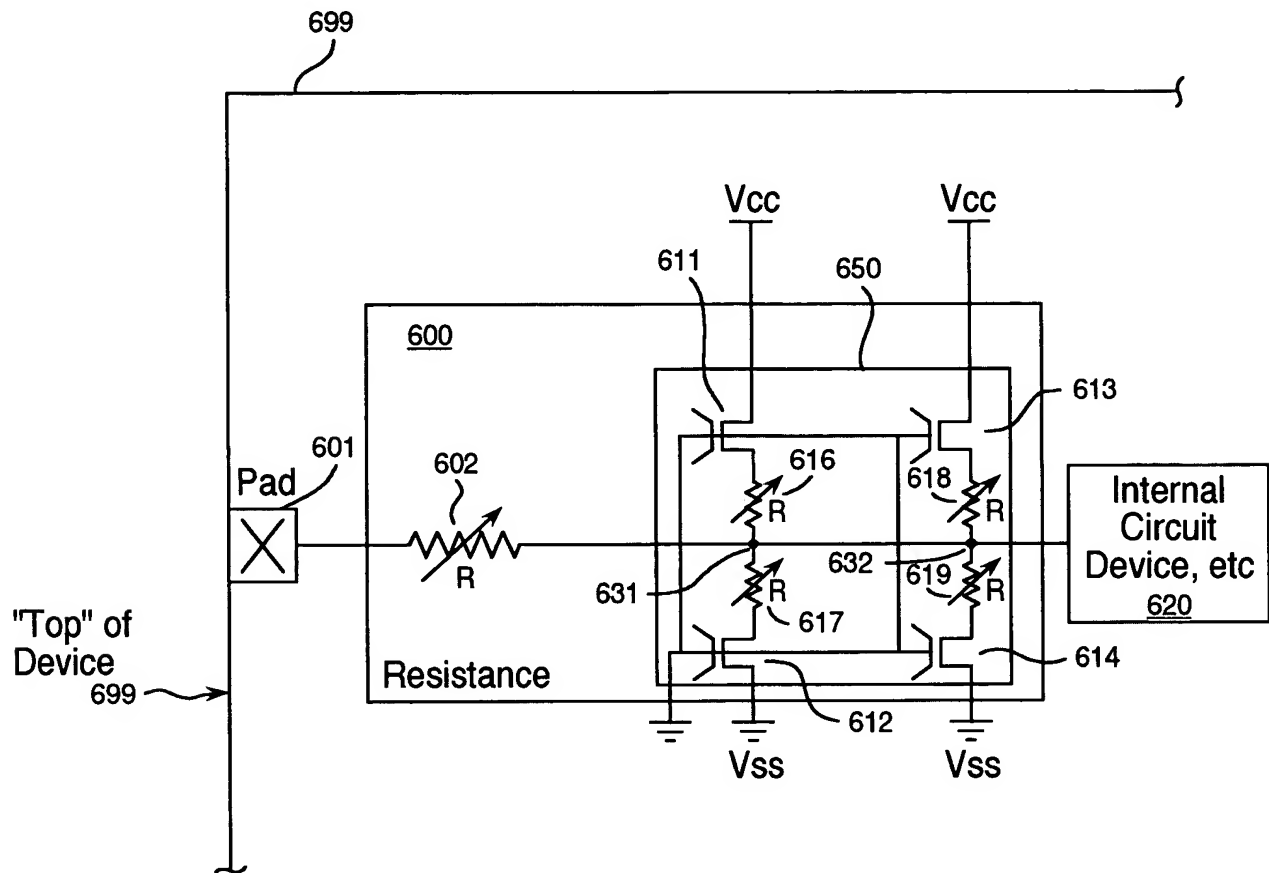 699
Vcc
Vcc
611
650
600
613
601
Pad
602
616
618
R
R
R
Internal
Circuit
Device, etc
620
631
632
619
R
R
617
"Top" of
Device
699
Resistance
614
612
Vss
Vss